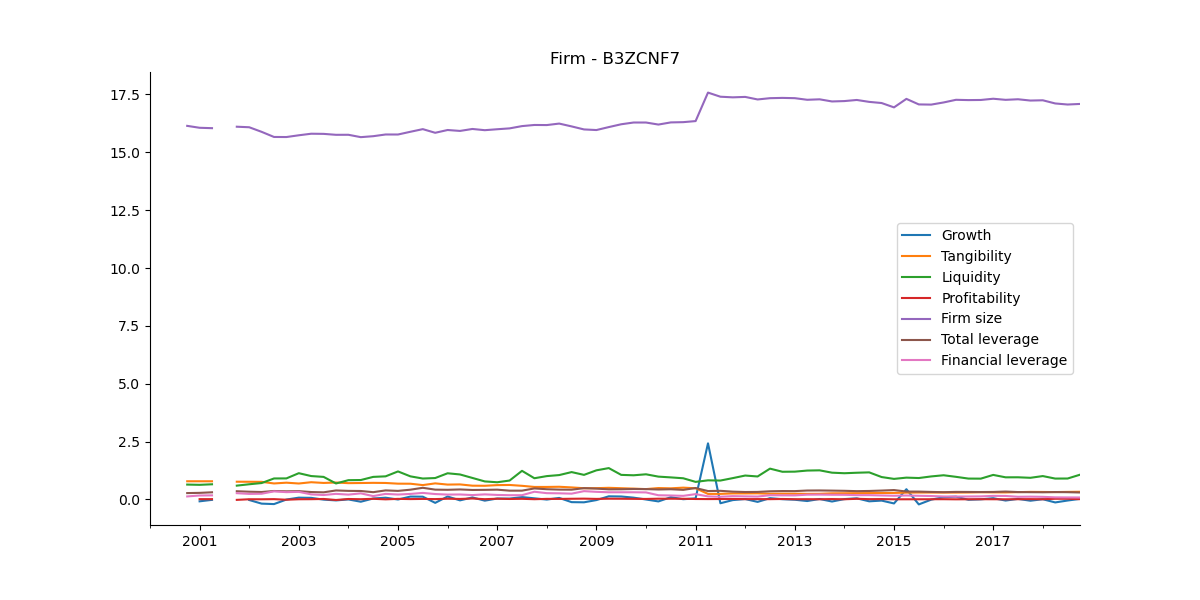 Firm - B3ZCNF7
17.5
15.0
12.5
10.0
7.5
5.0
2.5
0.0
Growth
Tangibility
Liquidity
Profitability
Firm size
Total leverage
Financial leverage
2001 2003 2005 2007 2009 2011 2013 2015 2017